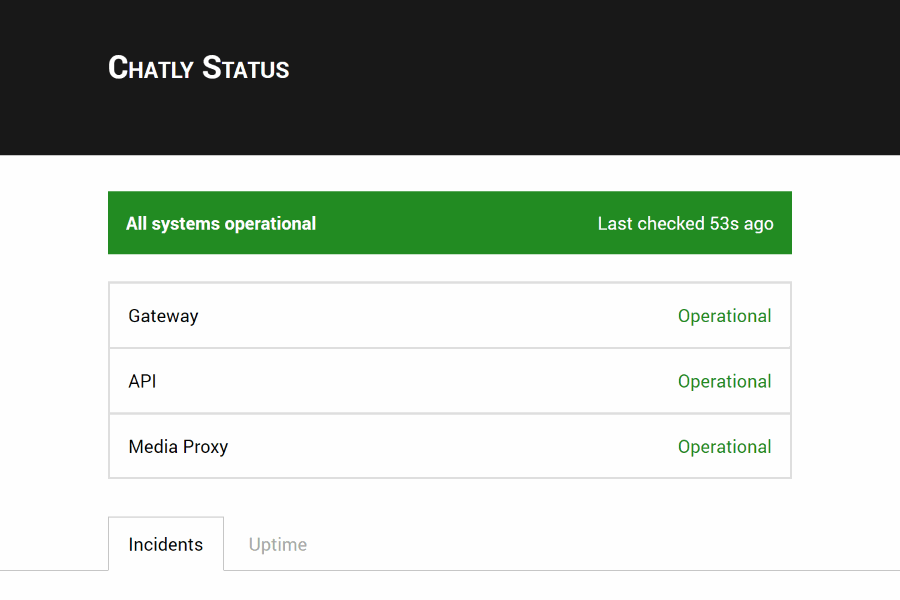 Chatly Status
All systems operational Last checked 53s ago
Gateway Operational
API Operational
Media Proxy Operational
Incidents Uptime